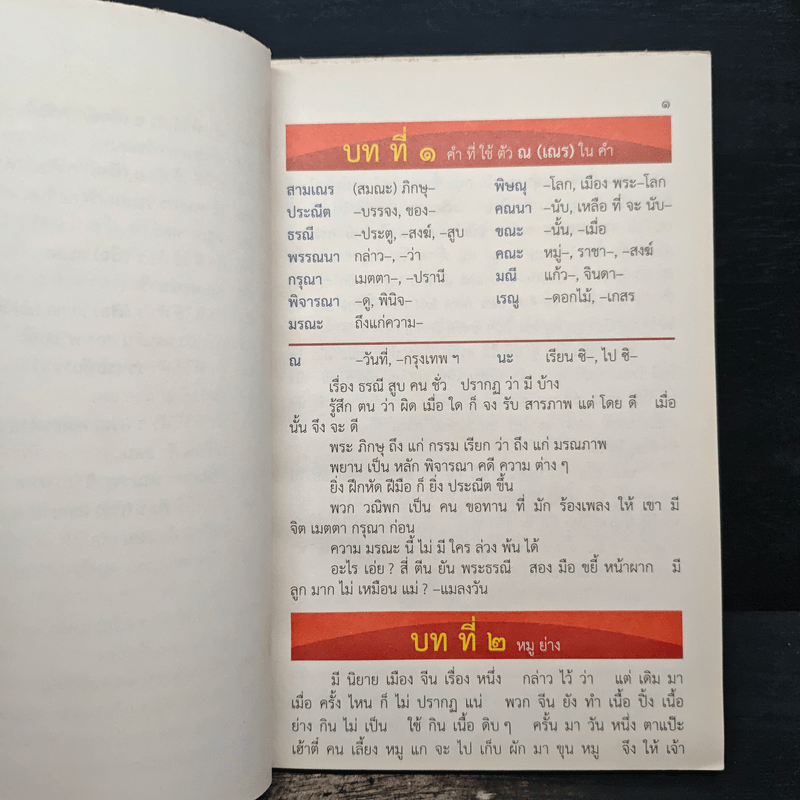 ๑
บท ที่ ๑ คำ ที่ ใช้ ตัว ณ (เณร) ใน คำ
สามเณร (สมณะ) ภิกษุ– พิษณุ –โลก, เมือง พระ–โลก
ประณีต –บรรจง, ของ– คณนา –นับ, เหลือ ที่ จะ นับ–
ธรณี –ประตู, –สงฆ์, –สูบ ขณะ –นั้น, –เมื่อ
พรรณนา กล่าว–, –ว่า คณะ หมู่–, ราชา–, –สงฆ์
กรุณา เมตตา–, –ปรานี มณี แก้ว–, จินดา–
พิจารณา –ดู, พินิจ– เรณู –ดอกไม้, –เกสร
มรณะ ถึงแก่ความ–
ณ –วันที่, –กรุงเทพ ฯ นะ เรียน ซิ–, ไป ซิ–
เรื่อง ธรณี สูบ คน ชั่ว ปรากฏ ว่า มี บ้าง
รู้สึก ตน ว่า ผิด เมื่อ ใด ก็ จง รับ สารภาพ แต่ โดย ดี เมื่อ
นั้น จึง จะ ดี
พระ ภิกษุ ถึง แก่ กรรม เรียก ว่า ถึง แก่ มรณภาพ
พยาน เป็น หลัก พิจารณา คดี ความ ต่าง ๆ
ยิ่ง ฝึกหัด ฝีมือ ก็ ยิ่ง ประณีต ขึ้น
พวก วณิพก เป็น คน ขอทาน ที่ มัก ร้องเพลง ให้ เขา มี
จิต เมตตา กรุณา ก่อน
ความ มรณะ นี้ ไม่ มี ใคร ล่วง พ้น ได้
อะไร เอ่ย ? สี่ ตีน ยัน พระธรณี สอง มือ ขยี้ หน้าผาก มี
ลูก มาก ไม่ เหมือน แม่ ? –แมลงวัน
บท ที่ ๒ หมู ย่าง
มี นิยาย เมือง จีน เรื่อง หนึ่ง กล่าว ไว้ ว่า แต่ เดิม มา
เมื่อ ครั้ง ไหน ก็ ไม่ ปรากฏ แน่ พวก จีน ยัง ทำ เนื้อ ปิ้ง เนื้อ
ย่าง กิน ไม่ เป็น ใช้ กิน เนื้อ ดิบ ๆ ครั้น มา วัน หนึ่ง ตาแป๊ะ
เฮ้าตี่ คน เลี้ยง หมู แก จะ ไป เก็บ ผัก มา ขุน หมู จึง ให้ เจ้า